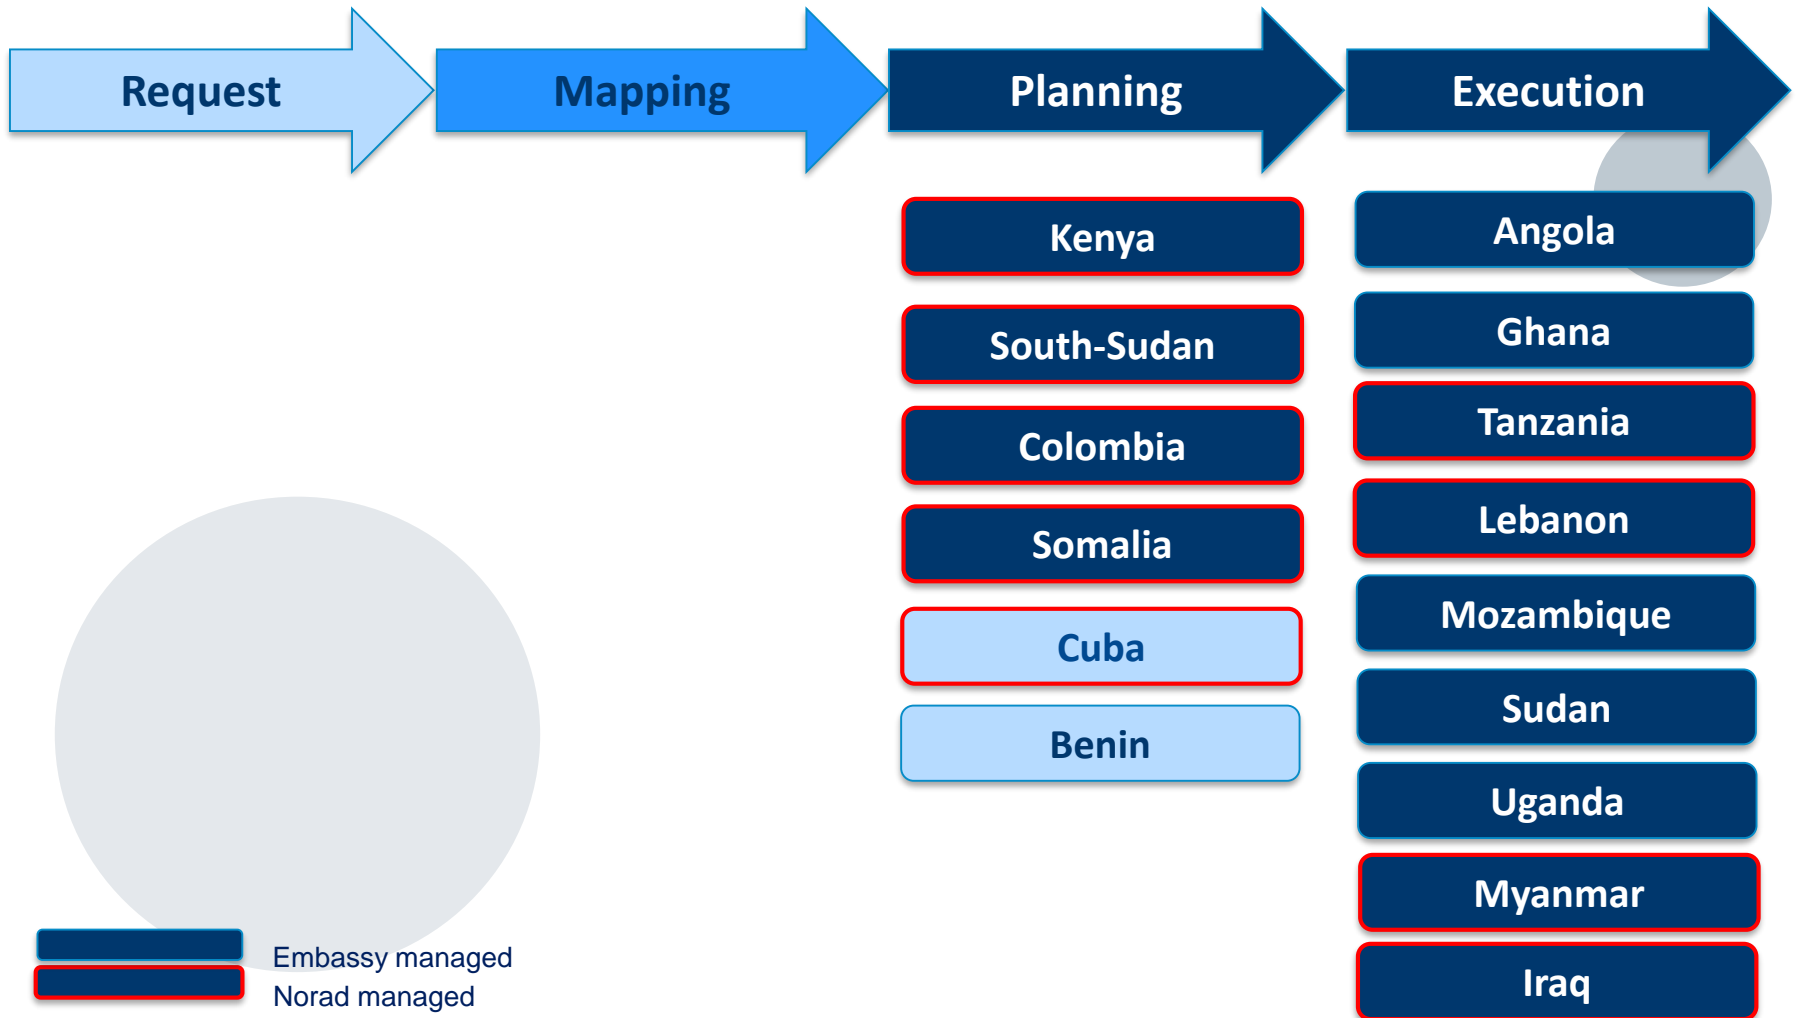 Request
Mapping
Planning
Execution
Kenya
South-Sudan
Colombia
Somalia
Cuba
Benin
Angola
Ghana
Tanzania
Lebanon
Mozambique
Sudan
Uganda
Myanmar
Iraq
Embassy managed
Norad managed